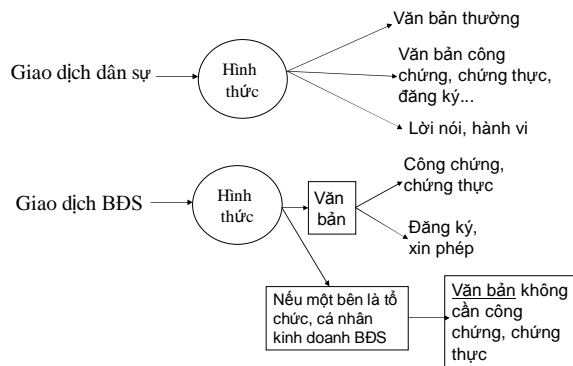 Văn bản thường
Giao dịch dân sự
Hình
thức
Văn bản công
chứng, chứng thực,
đăng ký...
Lời nói, hành vi
Giao dịch BĐS
Hình
thức
Văn
bản
Công chứng,
chứng thực
Đăng ký,
xin phép
Nếu một bên là tổ
chức, cá nhân
kinh doanh BĐS
Văn bản không
cần công
chứng, chứng
thực